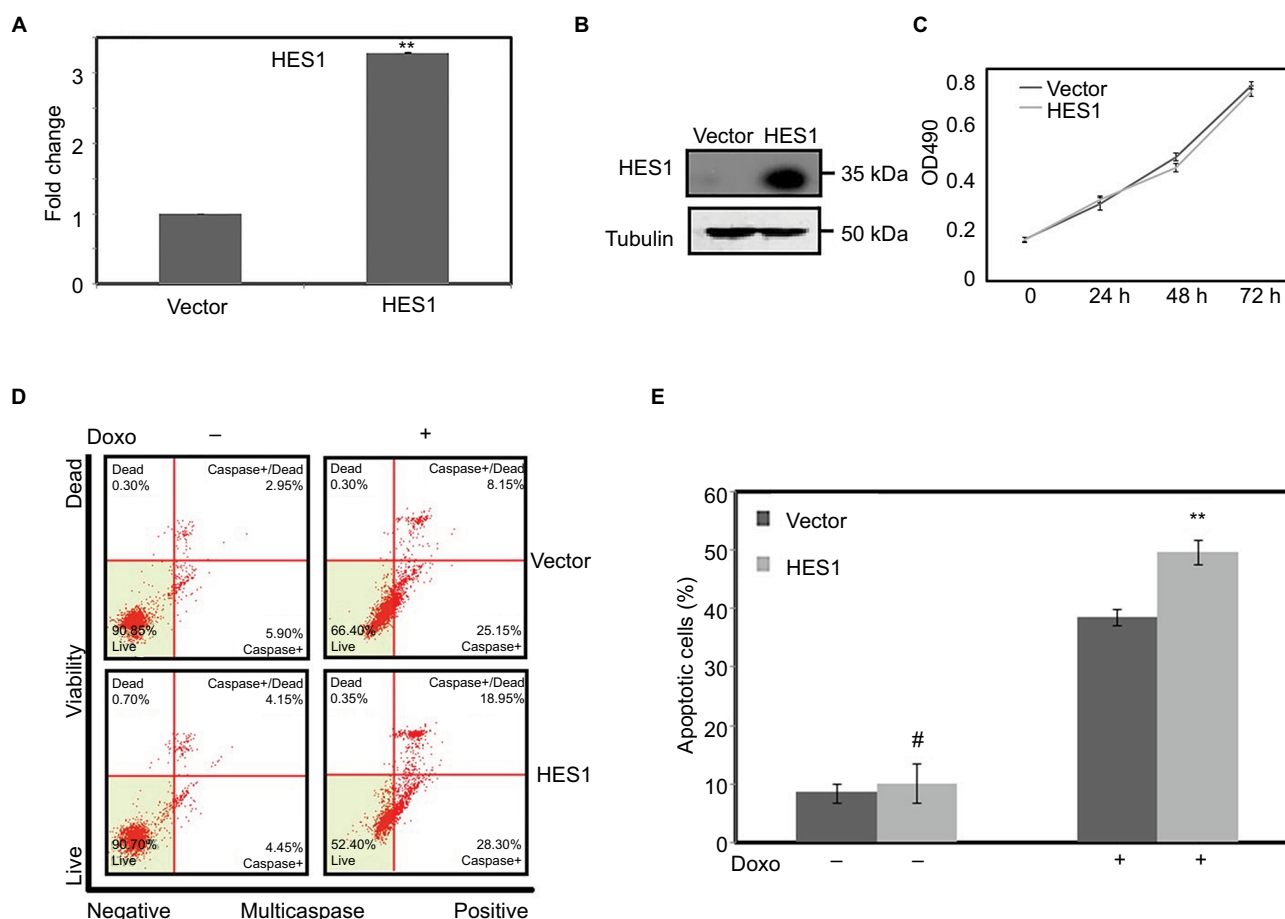 A
HES1
**
Fold change
3
2
1
0
Vector
HES1
B
Vector HES1
HES1
35 kDa
Tubulin
50 kDa
C
Vector
HES1
OD490
0.8
0.6
0.4
0.2
0
0
24 h
48 h
72 h
D
Doxo
–
+
Dead
Viability
Live
Dead
0.30%
Caspase+/Dead
2.95%
90.85%
Live
5.90%
Caspase+
Dead
0.30%
Caspase+/Dead
8.15%
66.40%
Live
25.15%
Caspase+
Vector
Dead
0.70%
Caspase+/Dead
4.15%
90.70%
Live
4.45%
Caspase+
Dead
0.35%
Caspase+/Dead
18.95%
52.40%
Live
28.30%
Caspase+
HES1
Negative
Multicaspase
Positive
E
Vector
HES1
Apoptotic cells (%)
60
50
40
30
20
10
0
#
**
Doxo
–
–
+
+